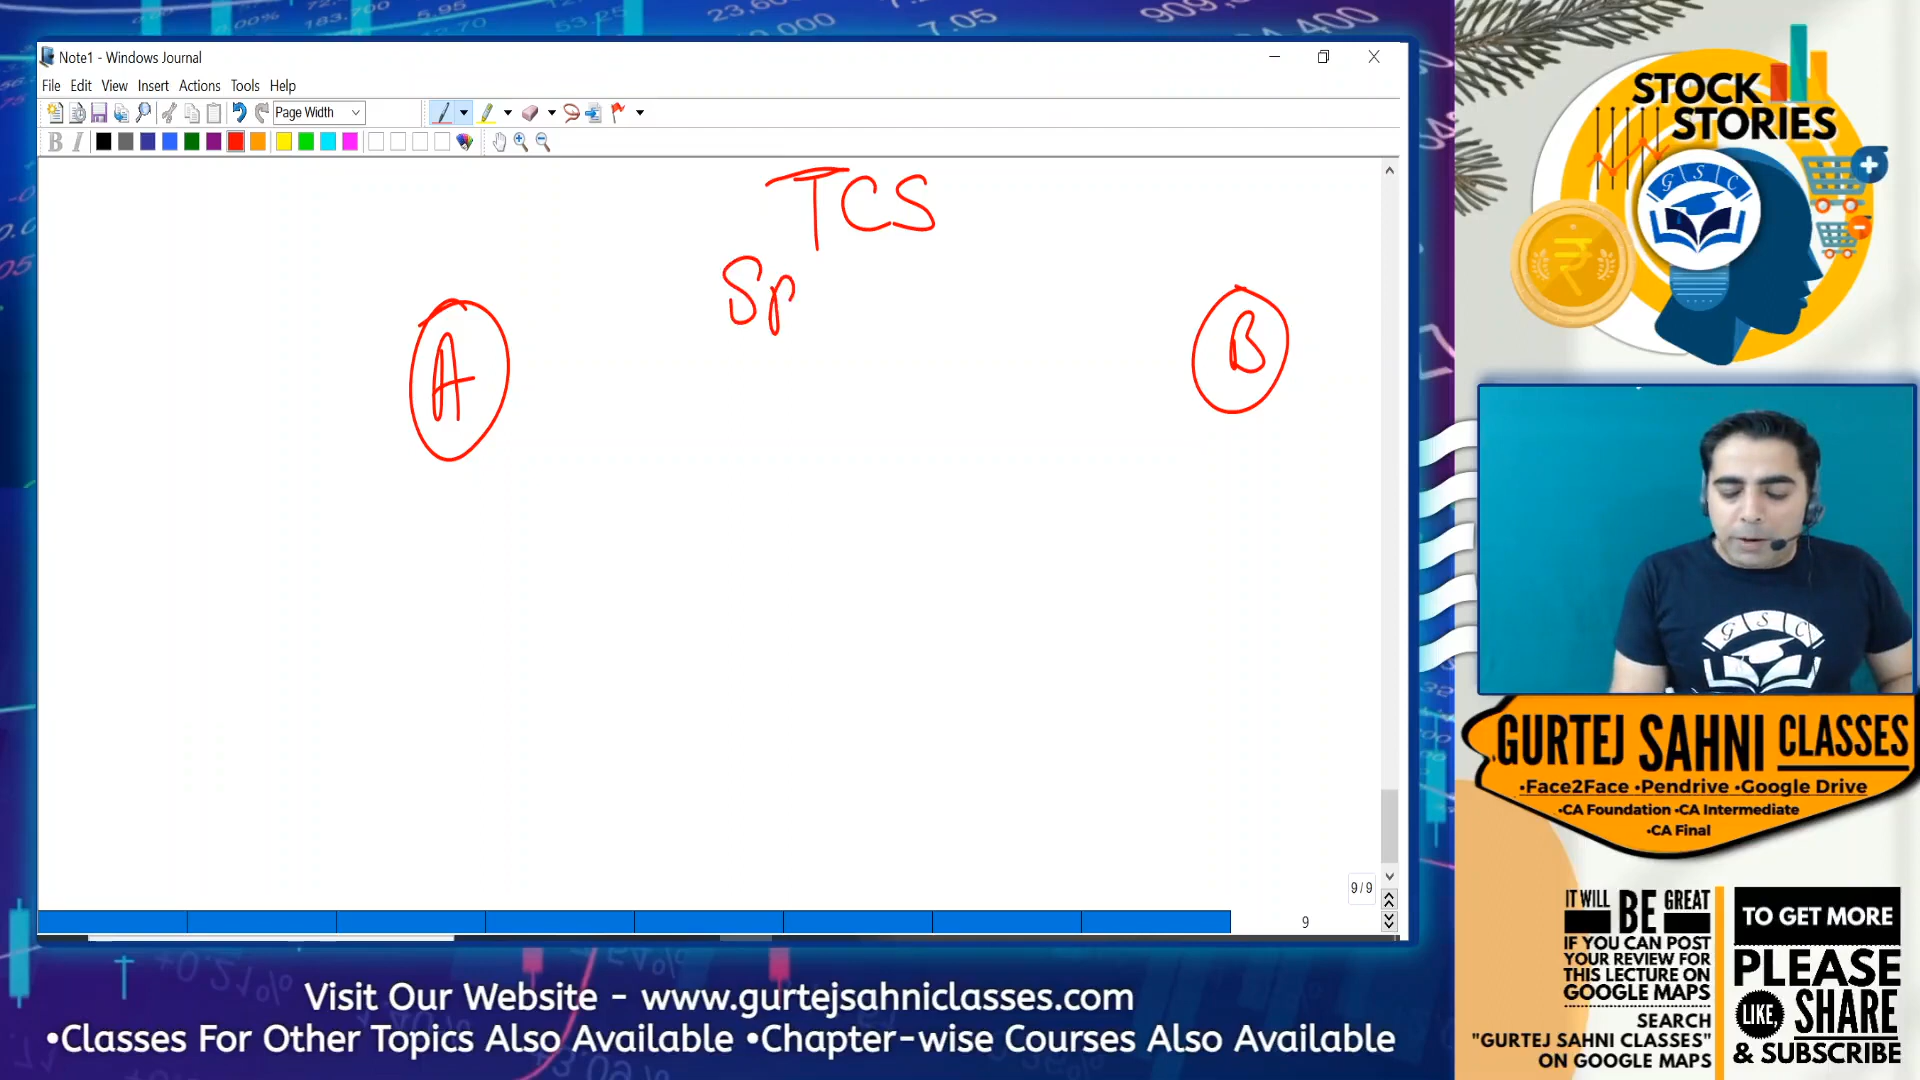 Note1 - Windows Journal
File Edit View Insert Actions Tools Help
Page Width
B I
TCS
Sp
A
B
9/9
9
STOCK
STORIES
GSC
GSC
GURTEJ SAHNI CLASSES
•Face2Face •Pendrive •Google Drive
•CA Foundation •CA Intermediate
•CA Final
IT WILL BE GREAT
IF YOU CAN POST
YOUR REVIEW FOR
THIS LECTURE ON
GOOGLE MAPS
SEARCH
"GURTEJ SAHNI CLASSES"
ON GOOGLE MAPS
TO GET MORE
PLEASE
LIKE, SHARE
& SUBSCRIBE
Visit Our Website - www.gurtejsahniclasses.com
•Classes For Other Topics Also Available •Chapter-wise Courses Also Available